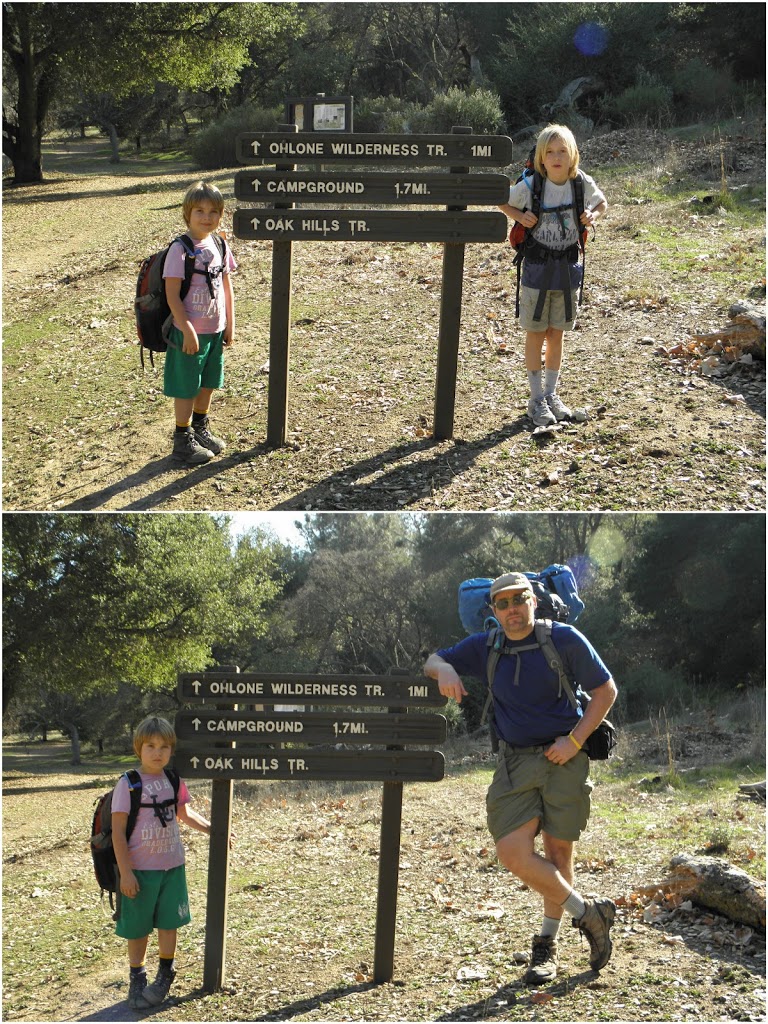 ↑ OHLONE WILDERNESS TR. 1MI
↑ CAMPGROUND 1.7MI.
↑ OAK HILLS TR.
↑ OHLONE WILDERNESS TR. 1MI
↑ CAMPGROUND 1.7MI.
↑ OAK HILLS TR.